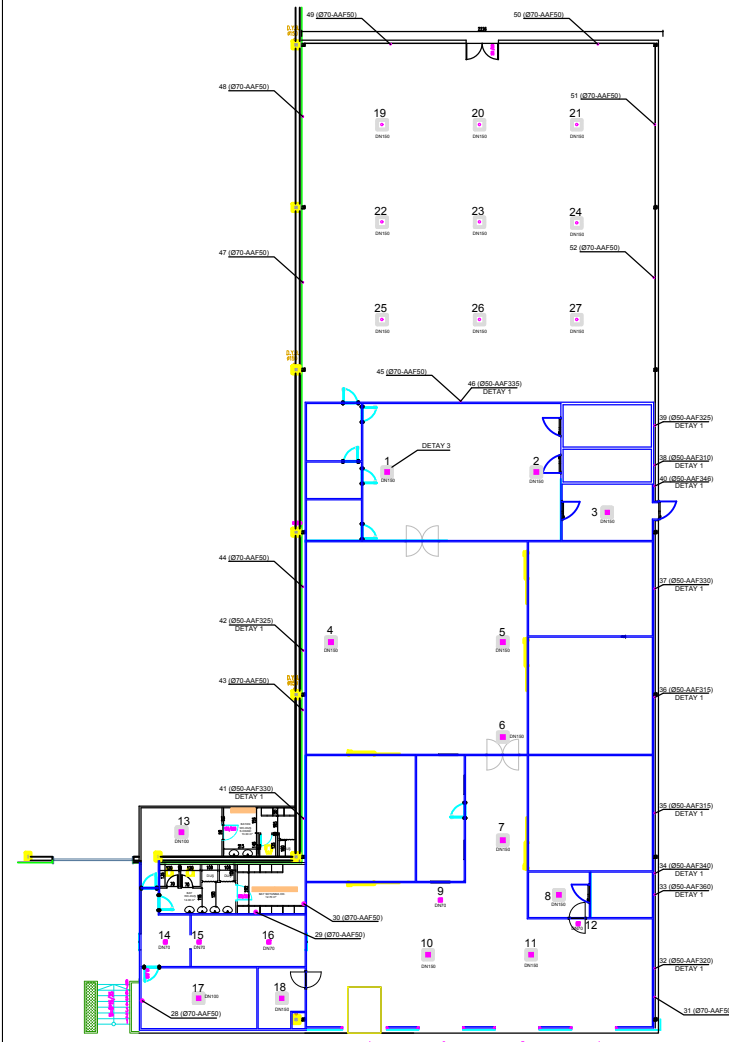 49 (Ø70-AAF50)
50 (Ø70-AAF50)
48 (Ø70-AAF50)
51 (Ø70-AAF50)
19
DN150
20
DN150
21
DN150
22
DN150
23
DN150
24
DN150
47 (Ø70-AAF50)
52 (Ø70-AAF50)
25
DN150
26
DN150
27
DN150
45 (Ø70-AAF50)
46 (Ø50-AAF335)
DETAY 1
39 (Ø50-AAF325)
DETAY 1
DETAY 3
38 (Ø50-AAF310)
DETAY 1
1
DN150
2
DN150
40 (Ø50-AAF346)
DETAY 1
3
DN150
44 (Ø70-AAF50)
37 (Ø50-AAF330)
DETAY 1
42 (Ø50-AAF325)
DETAY 1
4
DN100
5
DN150
43 (Ø70-AAF50)
36 (Ø50-AAF315)
DETAY 1
6
DN150
41 (Ø50-AAF330)
DETAY 1
35 (Ø50-AAF315)
DETAY 1
13
DN100
7
DN150
34 (Ø50-AAF340)
DETAY 1
33 (Ø50-AAF360)
DETAY 1
9
DN70
8
DN150
12
DN70
30 (Ø70-AAF50)
29 (Ø70-AAF50)
14
DN70
15
DN70
16
DN70
10
DN150
11
DN150
32 (Ø50-AAF320)
DETAY 1
17
DN100
18
DN150
28 (Ø70-AAF50)
31 (Ø70-AAF50